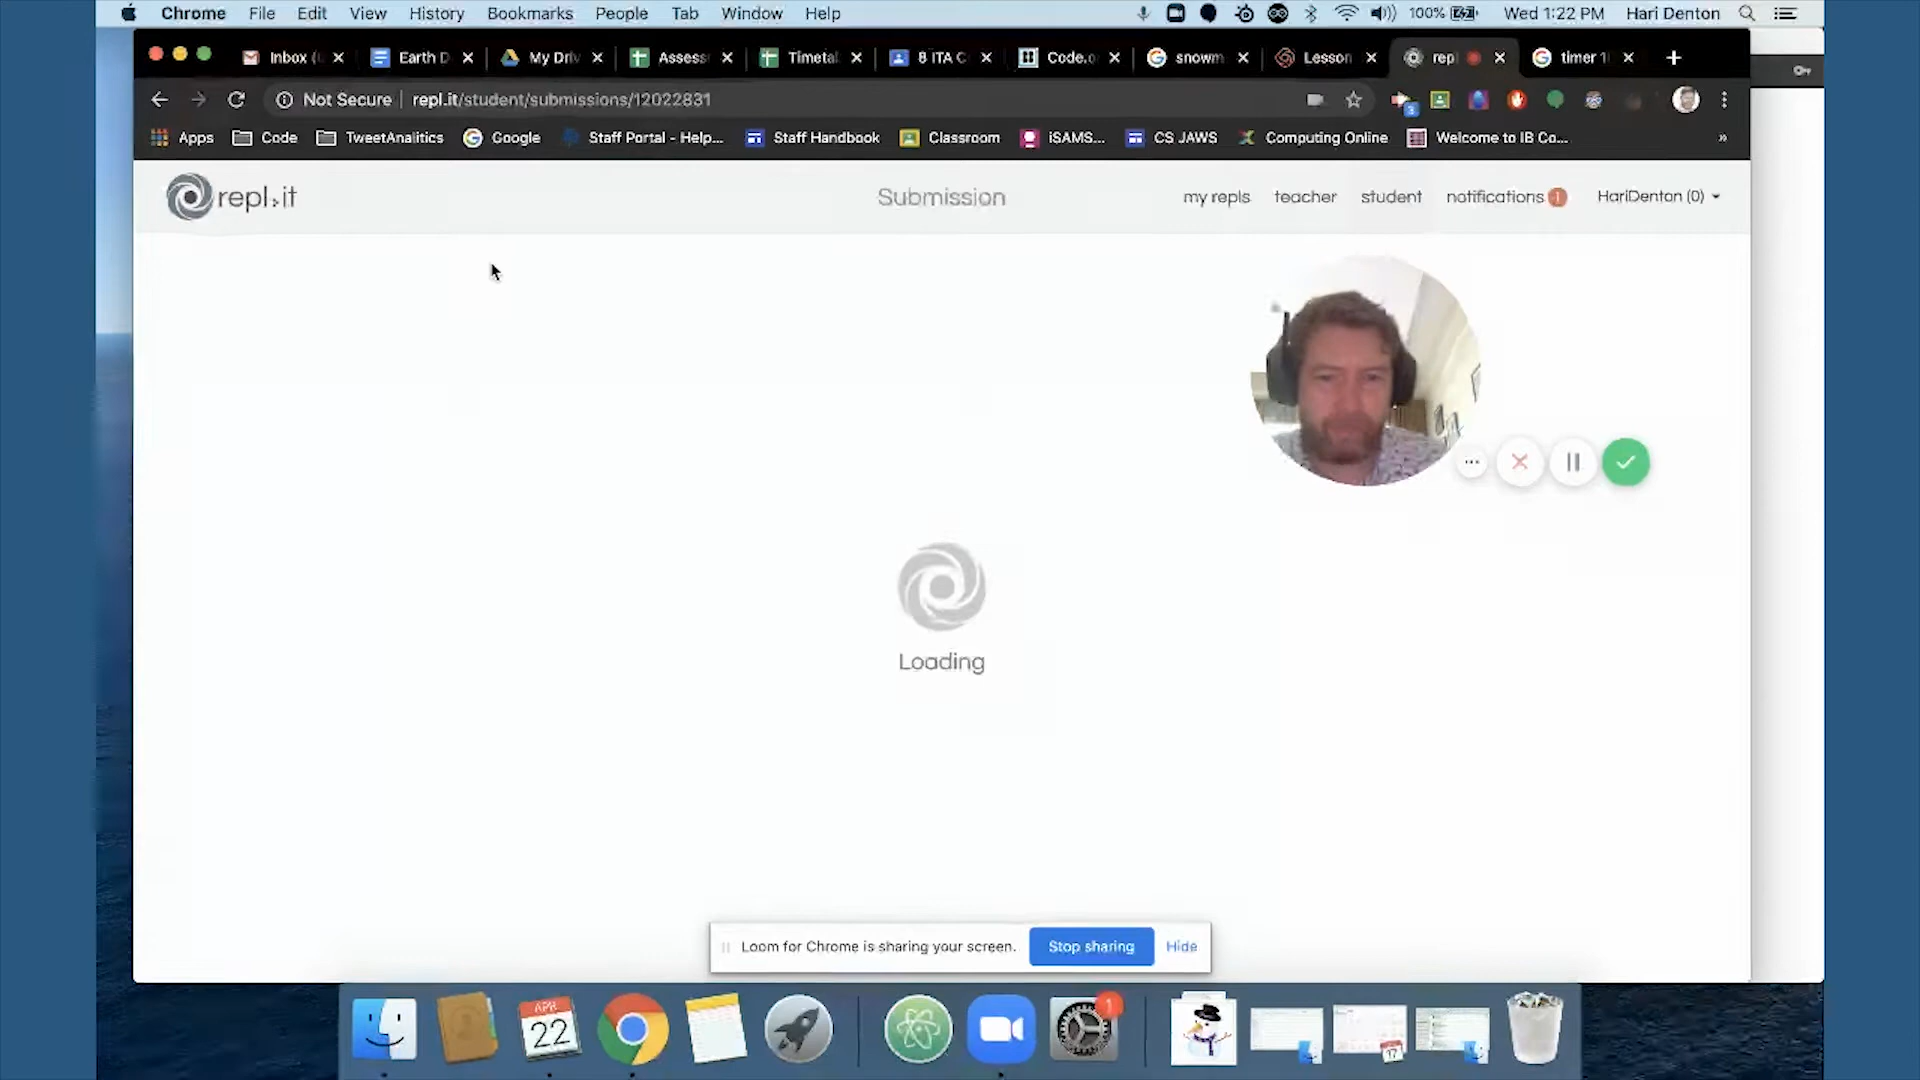 Chrome File Edit View History Bookmarks People Tab Window Help 100% Wed 1:22 PM Hari Denton
Inbox ( Earth D My Driv Assess Timetal 8 ITA C Code.o snowm Lesson repl timer 1
Not Secure repl.it/student/submissions/12022831 3
Apps Code TweetAnalitics Google Staff Portal - Help... Staff Handbook Classroom iSAMS... CS JAWS Computing Online Welcome to IB Co... »
repl.it Submission my repls teacher student notifications 1 HariDenton (0)
Loading
Loom for Chrome is sharing your screen. Stop sharing Hide
APR
22
1
17